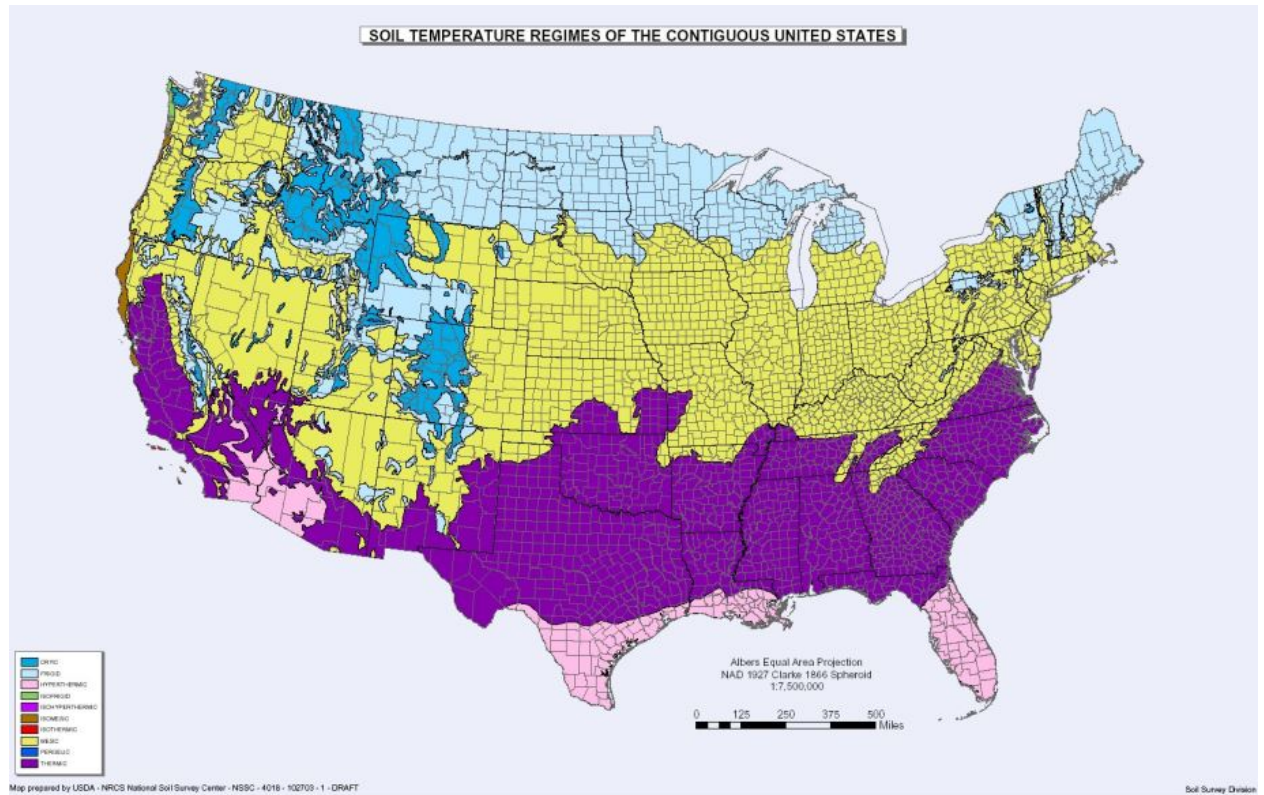 SOIL TEMPERATURE REGIMES OF THE CONTIGUOUS UNITED STATES
CRYIC
FRIGID
HYPERTHERMIC
ISOFRIGID
ISOHYPERTHERMIC
ISOMESIC
ISOTHERMIC
MESIC
PERGELIC
THERMIC
Albers Equal Area Projection
NAD 1927 Clarke 1866 Spheroid
1:7,500,000
0 125 250 375 500
Miles
Map prepared by USDA - NRCS National Soil Survey Center - NSSC - 4018 - 102703 - 1 - DRAFT
Soil Survey Division